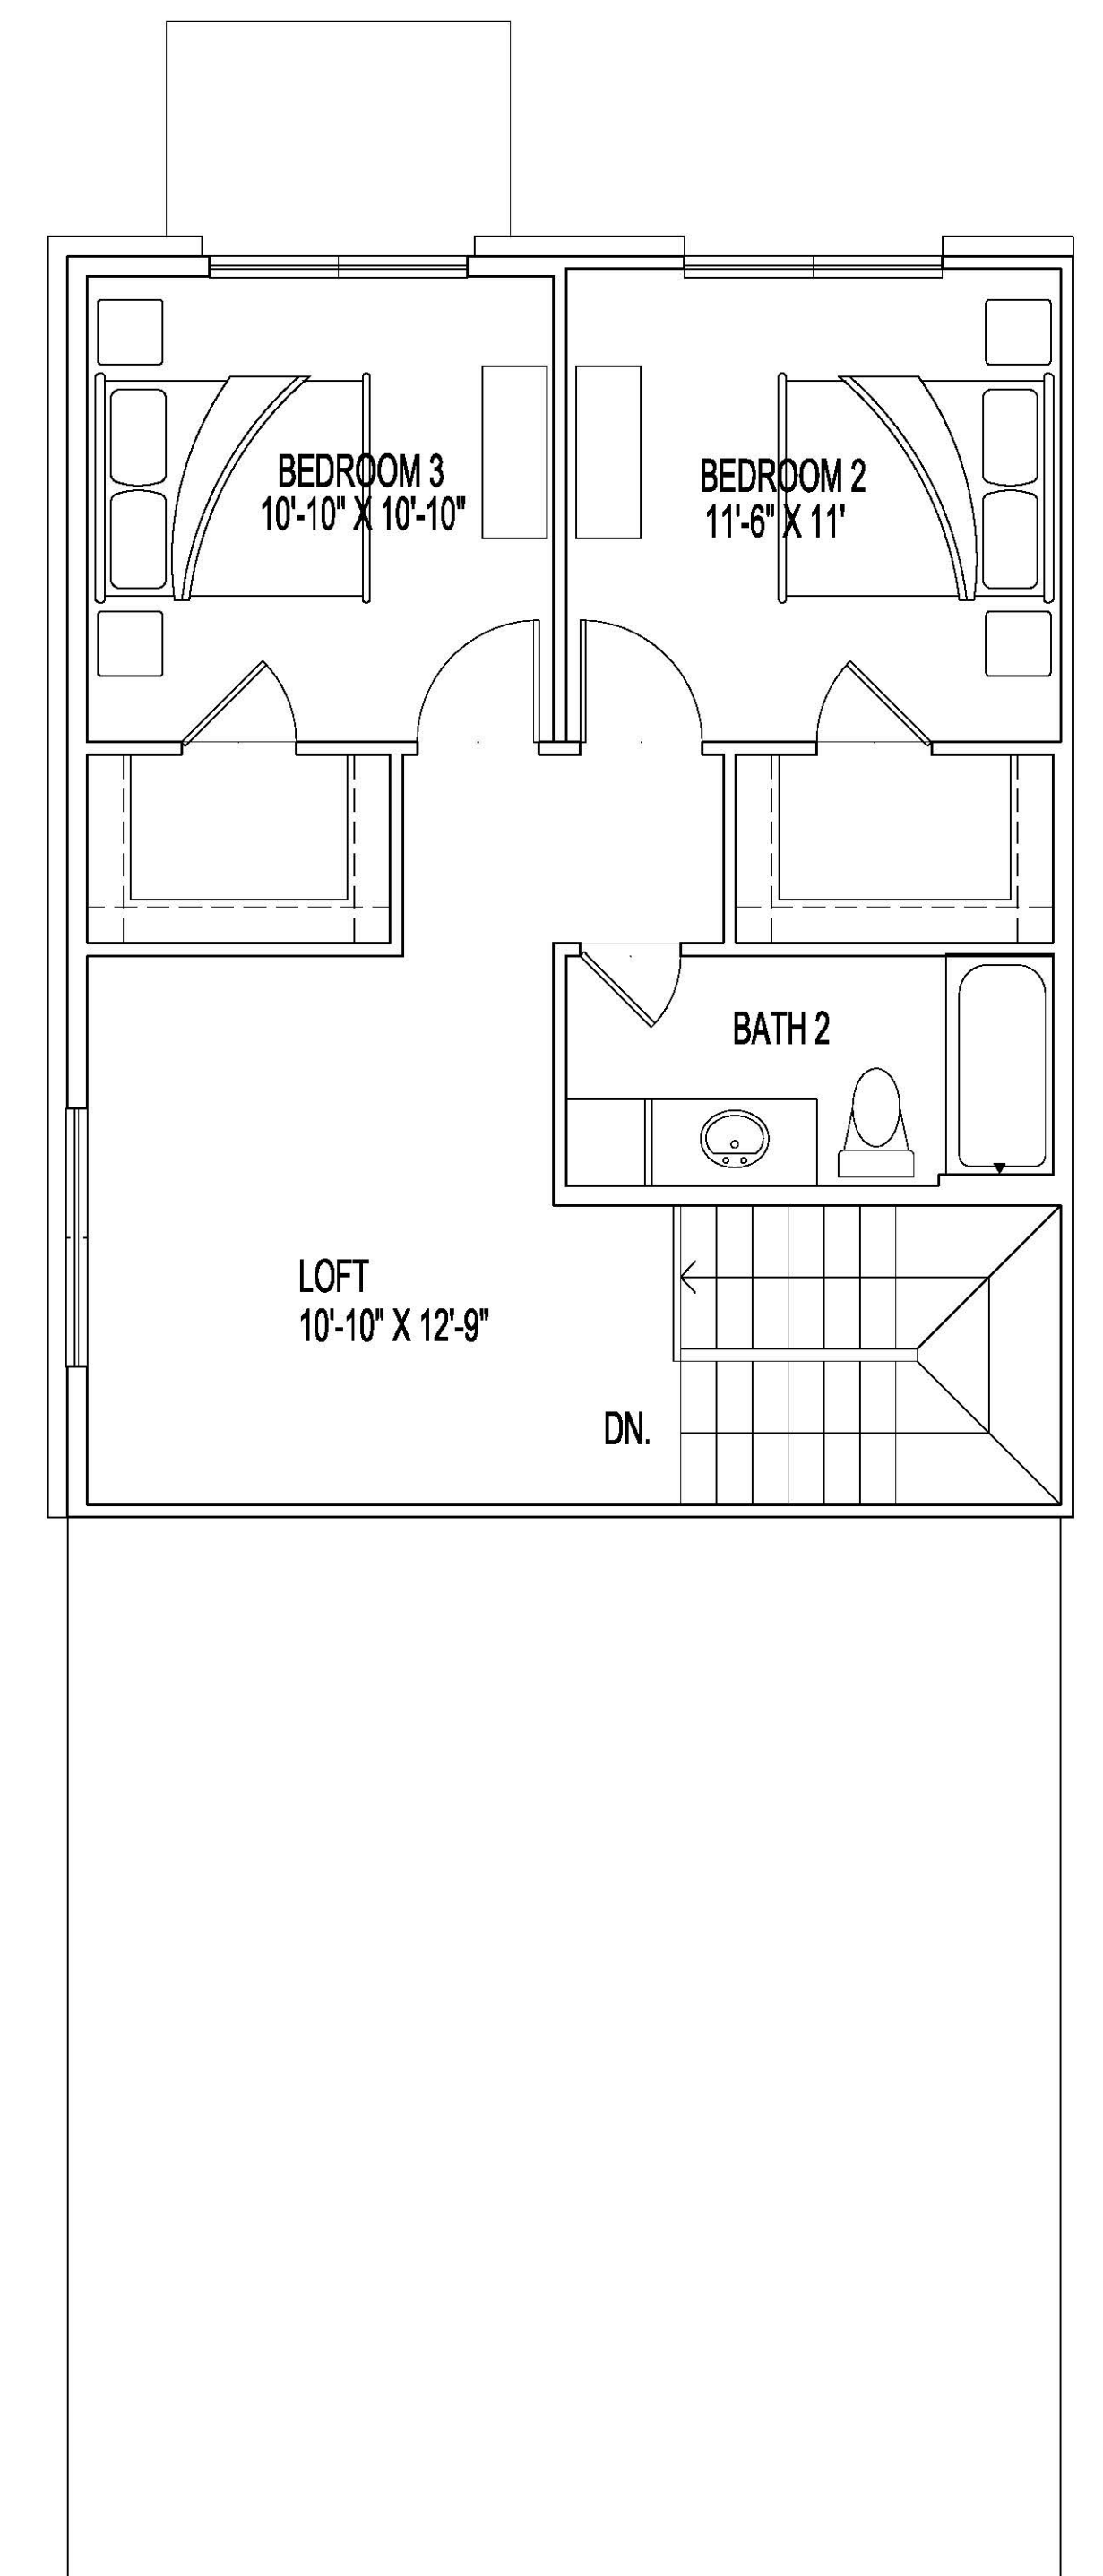 BEDROOM 3
10'-10" X 10'-10"
BEDROOM 2
11'-6" X 11'
BATH 2
LOFT
10'-10" X 12'-9"
DN.